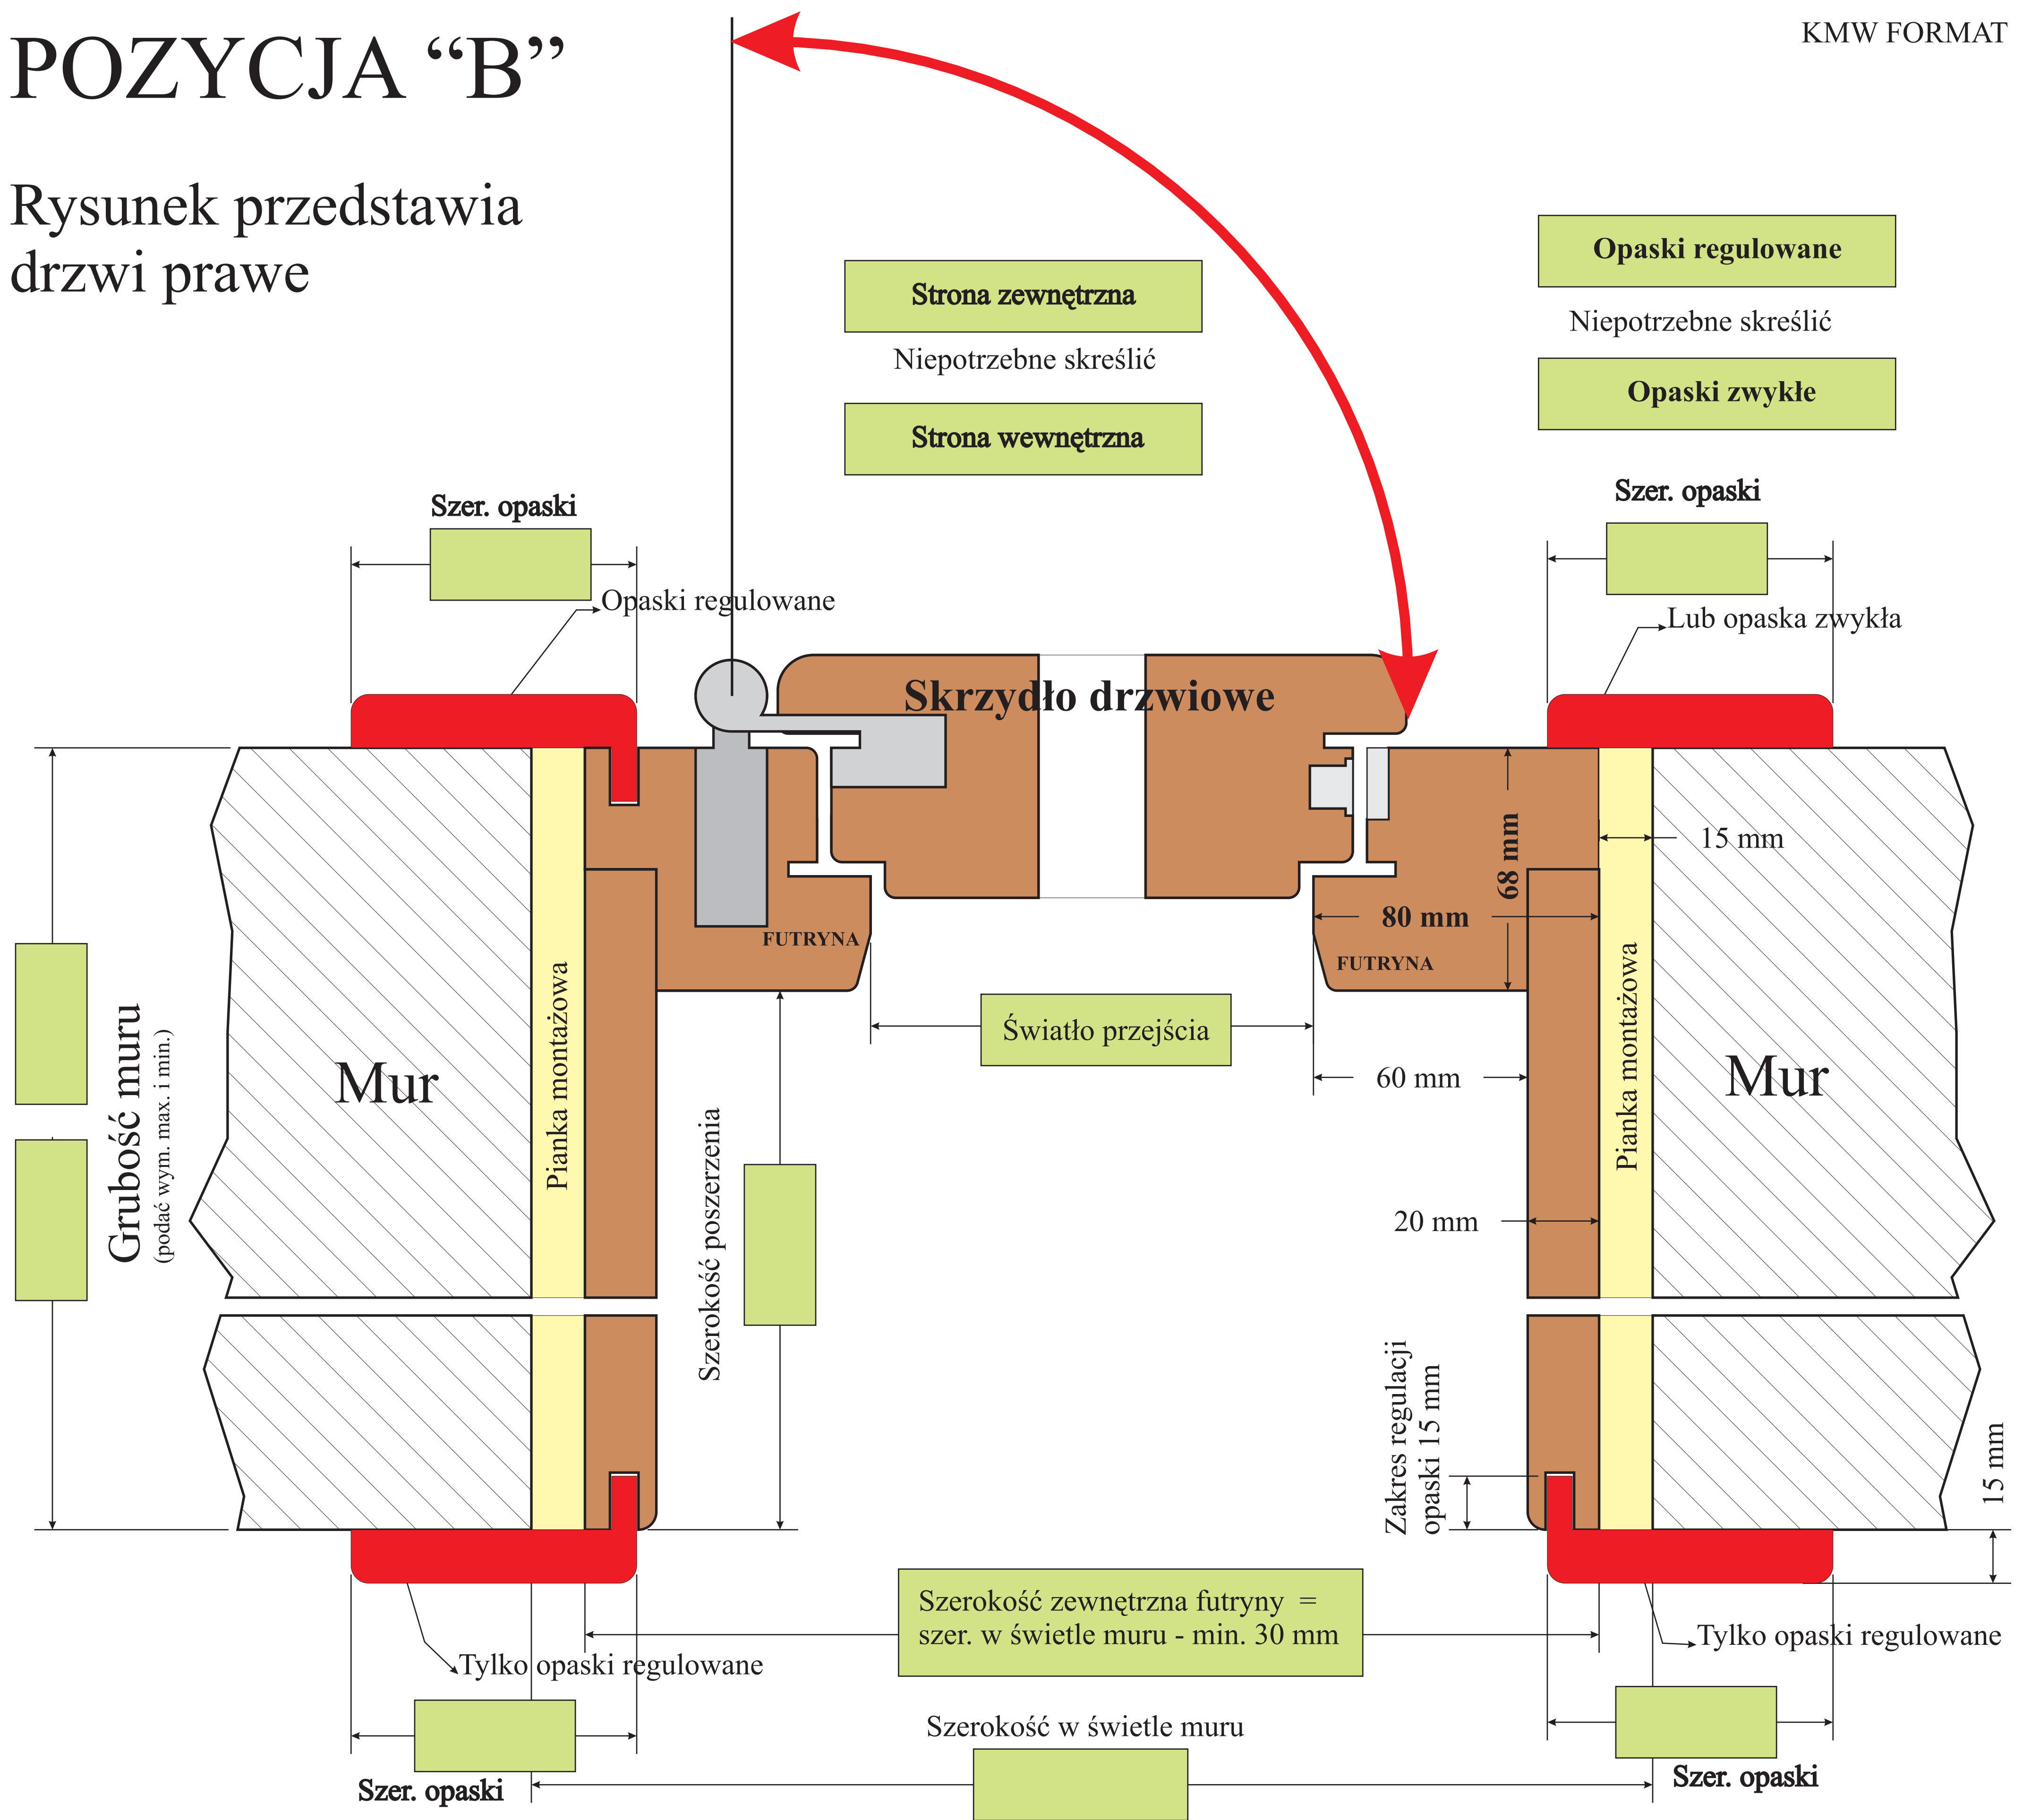 POZYCJA “B”
KMW FORMAT
Rysunek przedstawia
drzwi prawe
Strona zewnętrzna
Niepotrzebne skreślić
Strona wewnętrzna
Opaski regulowane
Niepotrzebne skreślić
Opaski zwykłe
Szer. opaski
Opaski regulowane
Szer. opaski
Lub opaska zwykła
Skrzydło drzwiowe
15 mm
68 mm
80 mm
FUTRYNA
FUTRYNA
Światło przejścia
60 mm
Mur
Mur
Pianka montażowa
Pianka montażowa
Grubość muru
(podać wym. max. i min.)
Szerokość poszerzenia
20 mm
Zakres regulacji
opaski 15 mm
15 mm
Szerokość zewnętrzna futryny =
szer. w świetle muru - min. 30 mm
Tylko opaski regulowane
Tylko opaski regulowane
Szerokość w świetle muru
Szer. opaski
Szer. opaski